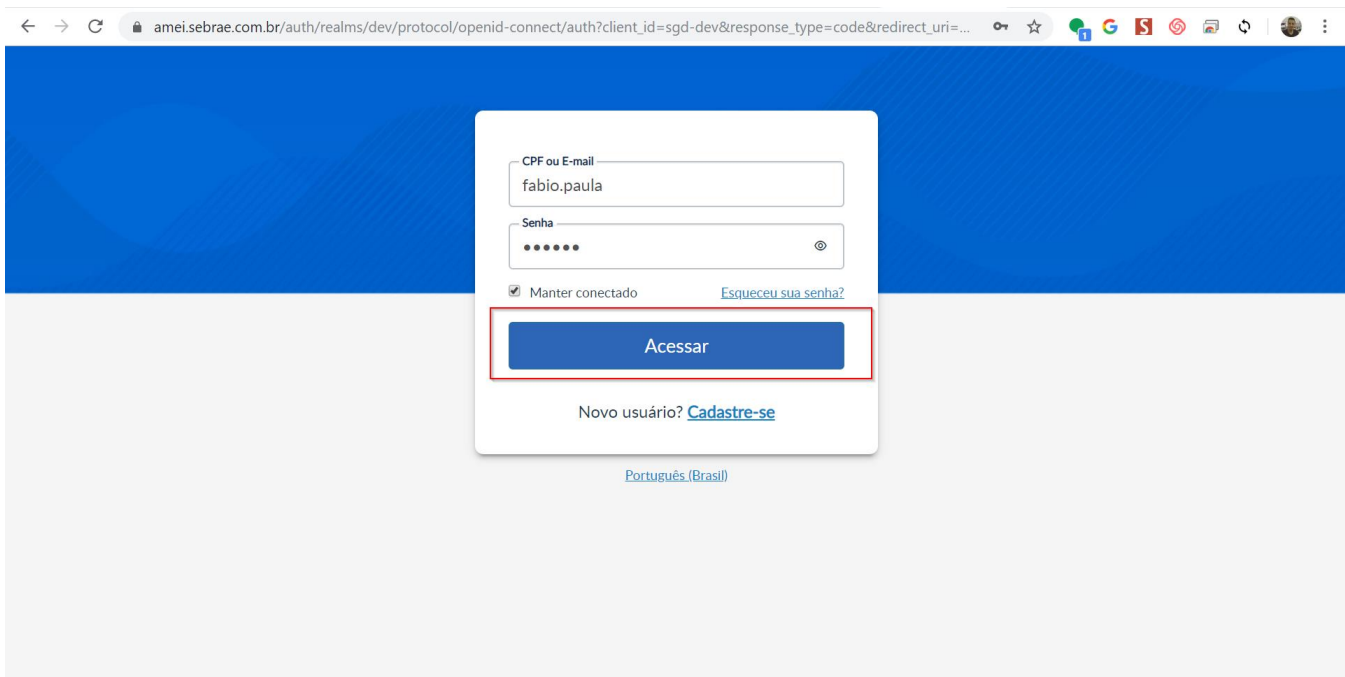 amei.sebrae.com.br/auth/realms/dev/protocol/openid-connect/auth?client_id=sgd-dev&response_type=code&redirect_uri=...
1
G
S
CPF ou E-mail
fabio.paula
Senha
••••••
Manter conectado Esqueceu sua senha?
Acessar
Novo usuário? Cadastre-se
Português (Brasil)